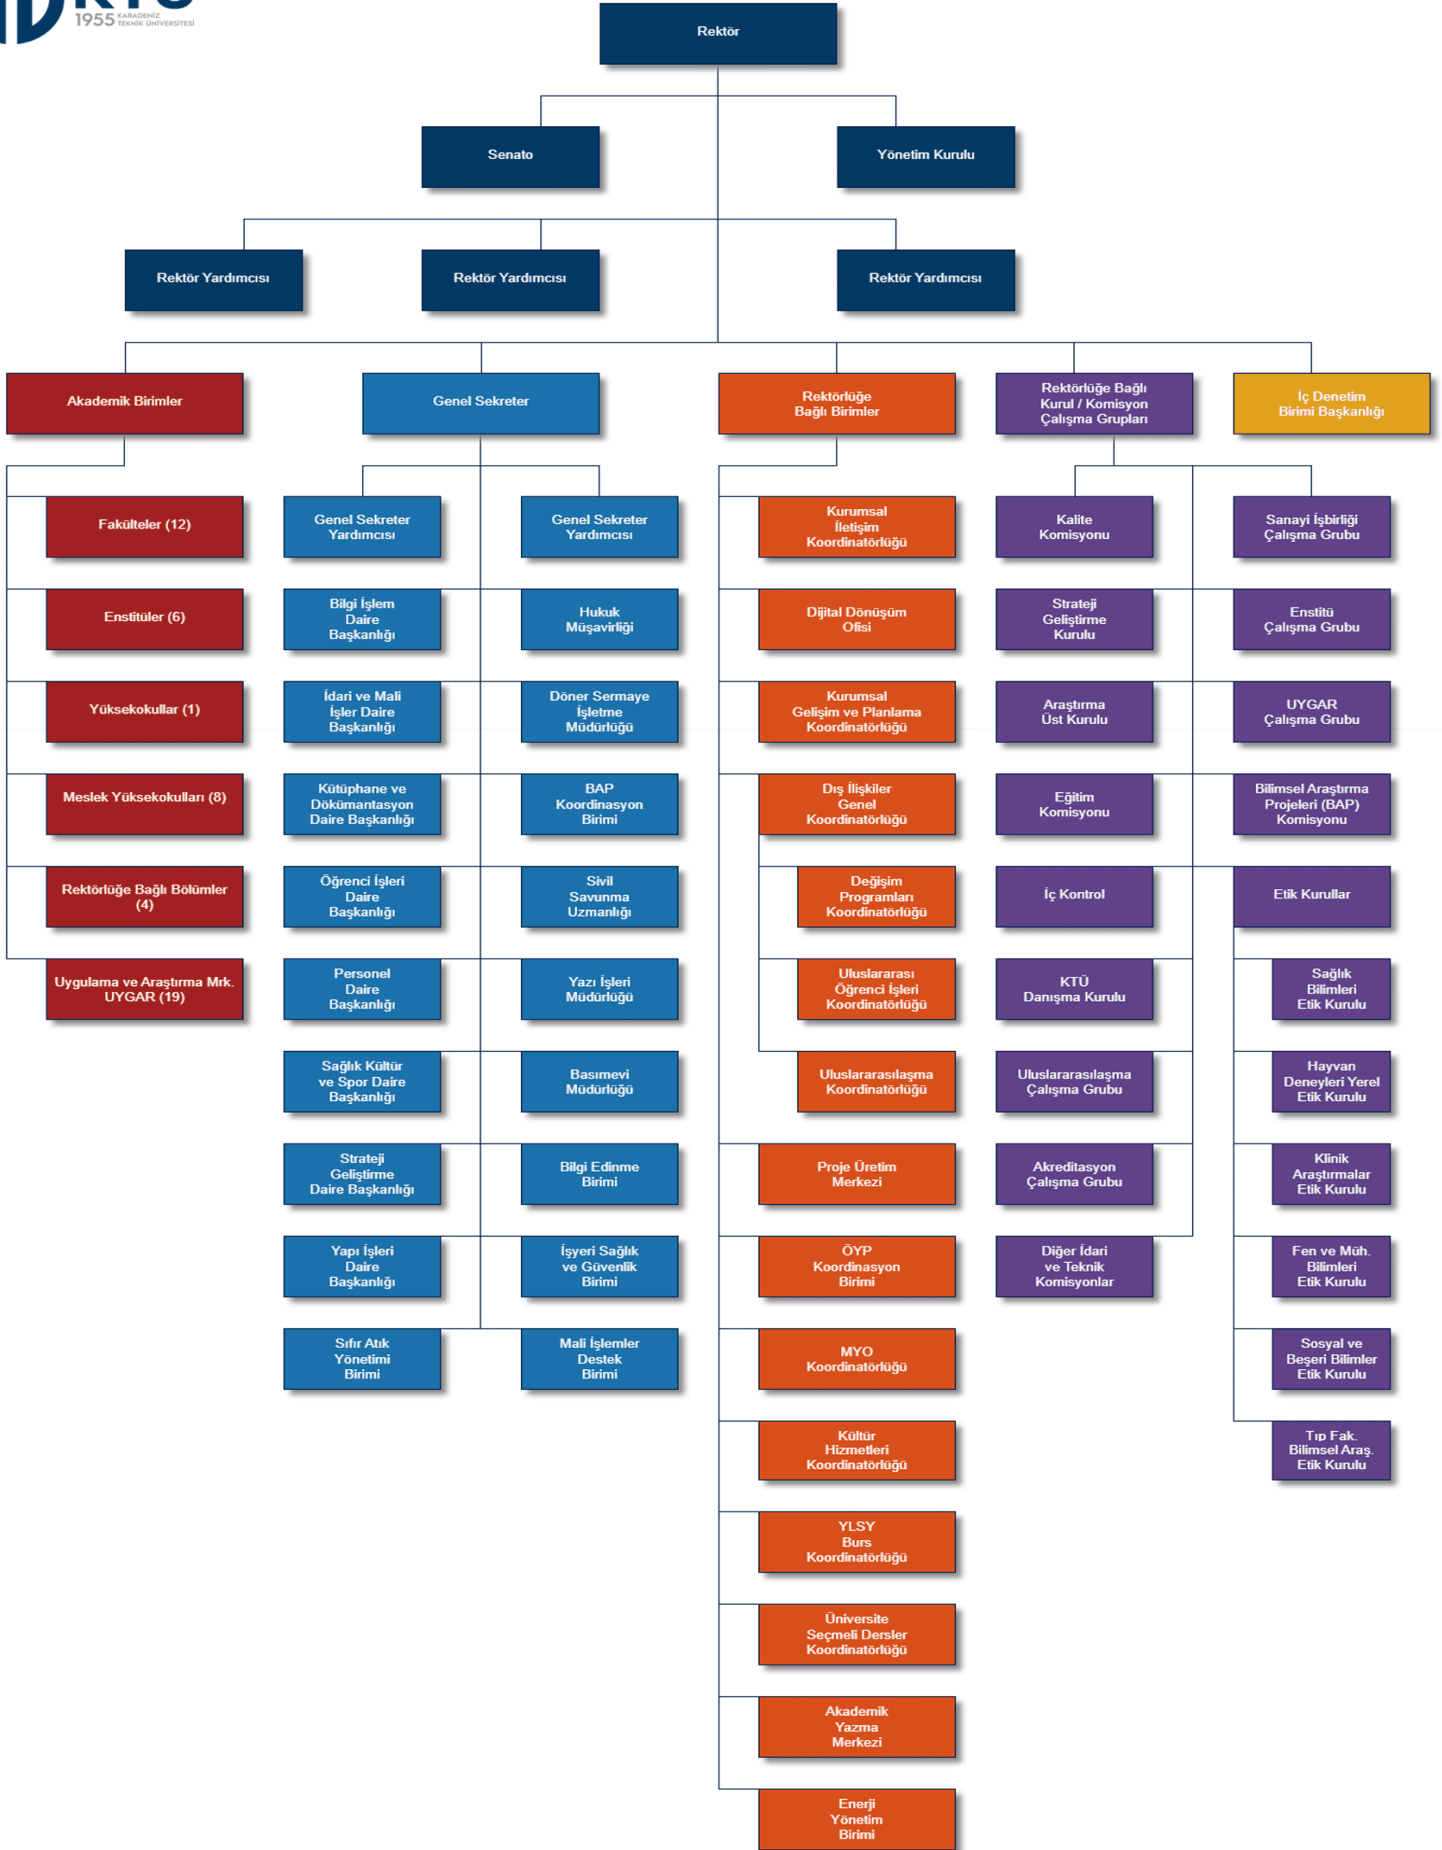 1955 KARADENİZ
TEKNİK ÜNİVERSİTESİ
Rektör
Senato
Yönetim Kurulu
Rektör Yardımcısı
Rektör Yardımcısı
Rektör Yardımcısı
Akademik Birimler
Genel Sekreter
Rektörlüğe
Bağlı Birimler
Rektörlüğe Bağlı
Kurul / Komisyon
Çalışma Grupları
İç Denetim
Birimi Başkanlığı
Fakülteler (12)
Enstitüler (6)
Yüksekokullar (1)
Meslek Yüksekokulları (8)
Rektörlüğe Bağlı Bölümler
(4)
Uygulama ve Araştırma Mrk.
UYGAR (19)
Genel Sekreter
Yardımcısı
Genel Sekreter
Yardımcısı
Bilgi İşlem
Daire
Başkanlığı
Hukuk
Müşavirliği
İdari ve Mali
İşler Daire
Başkanlığı
Döner Sermaye
İşletme
Müdürlüğü
Kütüphane ve
Dökümantasyon
Daire Başkanlığı
BAP
Koordinasyon
Birimi
Öğrenci İşleri
Daire
Başkanlığı
Sivil
Savunma
Uzmanlığı
Personel
Daire
Başkanlığı
Yazı İşleri
Müdürlüğü
Sağlık Kültür
ve Spor Daire
Başkanlığı
Basımevi
Müdürlüğü
Strateji
Geliştirme
Daire Başkanlığı
Bilgi Edinme
Birimi
Yapı İşleri
Daire
Başkanlığı
İşyeri Sağlık
ve Güvenlik
Birimi
Sıfır Atık
Yönetimi
Birimi
Mali İşlemler
Destek
Birimi
Kurumsal
İletişim
Koordinatörlüğü
Dijital Dönüşüm
Ofisi
Kurumsal
Gelişim ve Planlama
Koordinatörlüğü
Dış İlişkiler
Genel
Koordinatörlüğü
Değişim
Programları
Koordinatörlüğü
Uluslararası
Öğrenci İşleri
Koordinatörlüğü
Uluslararasılaşma
Koordinatörlüğü
Proje Üretim
Merkezi
ÖYP
Koordinasyon
Birimi
MYO
Koordinatörlüğü
Kültür
Hizmetleri
Koordinatörlüğü
YLSY
Burs
Koordinatörlüğü
Üniversite
Seçmeli Dersler
Koordinatörlüğü
Akademik
Yazma
Merkezi
Enerji
Yönetim
Birimi
Kalite
Komisyonu
Sanayi İşbirliği
Çalışma Grubu
Strateji
Geliştirme
Kurulu
Enstitü
Çalışma Grubu
Araştırma
Üst Kurulu
UYGAR
Çalışma Grubu
Eğitim
Komisyonu
Bilimsel Araştırma
Projeleri (BAP)
Komisyonu
İç Kontrol
Etik Kurullar
KTÜ
Danışma Kurulu
Sağlık
Bilimleri
Etik Kurulu
Uluslararasılaşma
Çalışma Grubu
Hayvan
Deneyleri Yerel
Etik Kurulu
Akreditasyon
Çalışma Grubu
Klinik
Araştırmalar
Etik Kurulu
Diğer İdari
ve Teknik
Komisyonlar
Fen ve Müh.
Bilimleri
Etik Kurulu
Sosyal ve
Beşeri Bilimler
Etik Kurulu
Tıp Fak.
Bilimsel Araş.
Etik Kurulu